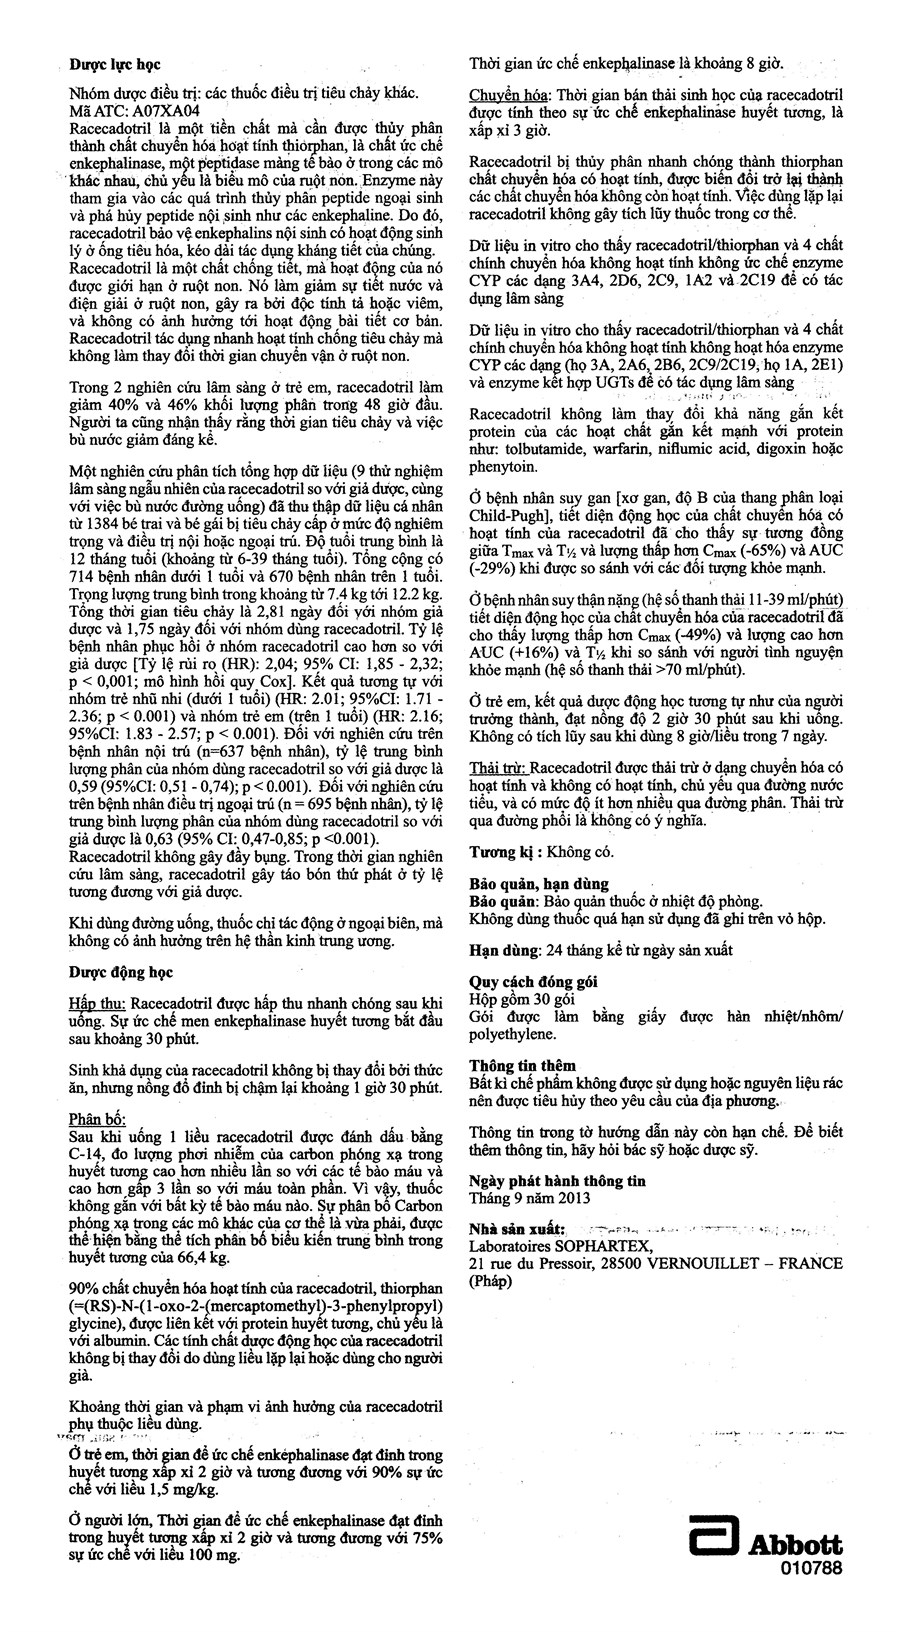 Dược lực học
Nhóm dược điều trị: các thuốc điều trị tiêu chảy khác.
Mã ATC: A07XA04
Racecadotril là một tiền chất mà cần được thủy phân
thành chất chuyển hóa hoạt tính thiorphan, là chất ức chế
enkephalinase, một peptidase màng tế bào ở trong các mô
khác nhau, chủ yếu là biểu mô của ruột non. Enzyme này
tham gia vào các quá trình thủy phân peptide ngoại sinh
và phá hủy peptide nội sinh như các enkephaline. Do đó,
racecadotril bảo vệ enkephalins nội sinh có hoạt động sinh
lý ở ống tiêu hóa, kéo dài tác dụng kháng tiết của chúng.
Racecadotril là một chất chống tiết, mà hoạt động của nó
được giới hạn ở ruột non. Nó làm giảm sự tiết nước và
điện giải ở ruột non, gây ra bởi độc tính tả hoặc viêm,
và không có ảnh hưởng tới hoạt động bài tiết cơ bản.
Racecadotril tác dụng nhanh hoạt tính chống tiêu chảy mà
không làm thay đổi thời gian chuyển vận ở ruột non.
Trong 2 nghiên cứu lâm sàng ở trẻ em, racecadotril làm
giảm 40% và 46% khối lượng phân trong 48 giờ đầu.
Người ta cũng nhận thấy rằng thời gian tiêu chảy và việc
bù nước giảm đáng kể.
Một nghiên cứu phân tích tổng hợp dữ liệu (9 thử nghiệm
lâm sàng ngẫu nhiên của racecadotril so với giả dược, cùng
với việc bù nước đường uống) đã thu thập dữ liệu cá nhân
từ 1384 bé trai và bé gái bị tiêu chảy cấp ở mức độ nghiêm
trọng và điều trị nội hoặc ngoại trú. Độ tuổi trung bình là
12 tháng tuổi (khoảng từ 6-39 tháng tuổi). Tổng cộng có
714 bệnh nhân dưới 1 tuổi và 670 bệnh nhân trên 1 tuổi.
Trọng lượng trung bình trong khoảng từ 7.4 kg tới 12.2 kg.
Tổng thời gian tiêu chảy là 2,81 ngày đối với nhóm giả
dược và 1,75 ngày đối với nhóm dùng racecadotril. Tỷ lệ
bệnh nhân phục hồi ở nhóm racecadotril cao hơn so với
giả dược [Tỷ lệ rủi ro (HR): 2,04; 95% CI: 1,85 - 2,32;
p < 0,001; mô hình hồi quy Cox]. Kết quả tương tự với
nhóm trẻ nhũ nhi (dưới 1 tuổi) (HR: 2.01; 95%CI: 1.71 -
2.36; p < 0.001) và nhóm trẻ em (trên 1 tuổi) (HR: 2.16;
95%CI: 1.83 - 2.57; p < 0.001). Đối với nghiên cứu trên
bệnh nhân nội trú (n=637 bệnh nhân), tỷ lệ trung bình
lượng phân của nhóm dùng racecadotril so với giả dược là
0,59 (95%CI: 0,51 - 0,74); p < 0.001). Đối với nghiên cứu
trên bệnh nhân điều trị ngoại trú (n = 695 bệnh nhân), tỷ lệ
trung bình lượng phân của nhóm dùng racecadotril so với
giả dược là 0,63 (95% CI: 0,47-0,85; p <0.001).
Racecadotril không gây đầy bụng. Trong thời gian nghiên
cứu lâm sàng, racecadotril gây táo bón thứ phát ở tỷ lệ
tương đương với giả dược.
Khi dùng đường uống, thuốc chỉ tác động ở ngoại biên, mà
không có ảnh hưởng trên hệ thần kinh trung ương.
Dược động học
Hấp thu: Racecadotril được hấp thu nhanh chóng sau khi
uống. Sự ức chế men enkephalinase huyết tương bắt đầu
sau khoảng 30 phút.
Sinh khả dụng của racecadotril không bị thay đổi bởi thức
ăn, nhưng nồng đồ đỉnh bị chậm lại khoảng 1 giờ 30 phút.
Phân bố:
Sau khi uống 1 liều racecadotril được đánh dấu bằng
C-14, đo lượng phơi nhiễm của carbon phóng xạ trong
huyết tương cao hơn nhiều lần so với các tế bào máu và
cao hơn gấp 3 lần so với máu toàn phần. Vì vậy, thuốc
không gắn với bất kỳ tế bào máu nào. Sự phân bố Carbon
phóng xạ trong các mô khác của cơ thể là vừa phải, được
thể hiện bằng thể tích phân bố biểu kiến trung bình trong
huyết tương của 66,4 kg.
90% chất chuyển hóa hoạt tính của racecadotril, thiorphan
(=(RS)-N-(1-oxo-2-(mercaptomethyl)-3-phenylpropyl)
glycine), được liên kết với protein huyết tương, chủ yếu là
với albumin. Các tính chất dược động học của racecadotril
không bị thay đổi do dùng liều lặp lại hoặc dùng cho người
già.
Khoảng thời gian và phạm vi ảnh hưởng của racecadotril
phụ thuộc liều dùng.
Ở trẻ em, thời gian để ức chế enkephalinase đạt đỉnh trong
huyết tương xấp xỉ 2 giờ và tương đương với 90% sự ức
chế với liều 1,5 mg/kg.
Ở người lớn, Thời gian để ức chế enkephalinase đạt đỉnh
trong huyết tương xấp xỉ 2 giờ và tương đương với 75%
sự ức chế với liều 100 mg.
Thời gian ức chế enkephalinase là khoảng 8 giờ.
Chuyển hóa: Thời gian bán thải sinh học của racecadotril
được tính theo sự ức chế enkephalinase huyết tương, là
xấp xỉ 3 giờ.
Racecadotril bị thủy phân nhanh chóng thành thiorphan
chất chuyển hóa có hoạt tính, được biến đổi trở lại thành
các chất chuyển hóa không còn hoạt tính. Việc dùng lặp lại
racecadotril không gây tích lũy thuốc trong cơ thể.
Dữ liệu in vitro cho thấy racecadotril/thiorphan và 4 chất
chính chuyển hóa không hoạt tính không ức chế enzyme
CYP các dạng 3A4, 2D6, 2C9, 1A2 và 2C19 để có tác
dụng lâm sàng
Dữ liệu in vitro cho thấy racecadotril/thiorphan và 4 chất
chính chuyển hóa không hoạt tính không hoạt hóa enzyme
CYP các dạng (họ 3A, 2A6, 2B6, 2C9/2C19, họ 1A, 2E1)
và enzyme kết hợp UGTs để có tác dụng lâm sàng
Racecadotril không làm thay đổi khả năng gắn kết
protein của các hoạt chất gắn kết mạnh với protein
như: tolbutamide, warfarin, niflumic acid, digoxin hoặc
phenytoin.
Ở bệnh nhân suy gan [xơ gan, độ B của thang phân loại
Child-Pugh], tiết diện động học của chất chuyển hóa có
hoạt tính của racecadotril đã cho thấy sự tương đồng
giữa Tmax và T½ và lượng thấp hơn Cmax (-65%) và AUC
(-29%) khi được so sánh với các đối tượng khỏe mạnh.
Ở bệnh nhân suy thận nặng (hệ số thanh thải 11-39 ml/phút)
tiết diện động học của chất chuyển hóa của racecadotril đã
cho thấy lượng thấp hơn Cmax (-49%) và lượng cao hơn
AUC (+16%) và T½ khi so sánh với người tình nguyện
khỏe mạnh (hệ số thanh thải >70 ml/phút).
Ở trẻ em, kết quả dược động học tương tự như của người
trưởng thành, đạt nồng độ 2 giờ 30 phút sau khi uống.
Không có tích lũy sau khi dùng 8 giờ/liều trong 7 ngày.
Thải trừ: Racecadotril được thải trừ ở dạng chuyển hóa có
hoạt tính và không có hoạt tính, chủ yếu qua đường nước
tiểu, và có mức độ ít hơn nhiều qua đường phân. Thải trừ
qua đường phổi là không có ý nghĩa.
Tương kị : Không có.
Bảo quản, hạn dùng
Bảo quản: Bảo quản thuốc ở nhiệt độ phòng.
Không dùng thuốc quá hạn sử dụng đã ghi trên vỏ hộp.
Hạn dùng: 24 tháng kể từ ngày sản xuất
Quy cách đóng gói
Hộp gồm 30 gói
Gói được làm bằng giấy được hàn nhiệt/nhôm/
polyethylene.
Thông tin thêm
Bất kì chế phẩm không được sử dụng hoặc nguyên liệu rác
nên được tiêu hủy theo yêu cầu của địa phương.
Thông tin trong tờ hướng dẫn này còn hạn chế. Để biết
thêm thông tin, hãy hỏi bác sỹ hoặc dược sỹ.
Ngày phát hành thông tin
Tháng 9 năm 2013
Nhà sản xuất:
Laboratoires SOPHARTEX,
21 rue du Pressoir, 28500 VERNOUILLET – FRANCE
(Pháp)
Abbott
010788